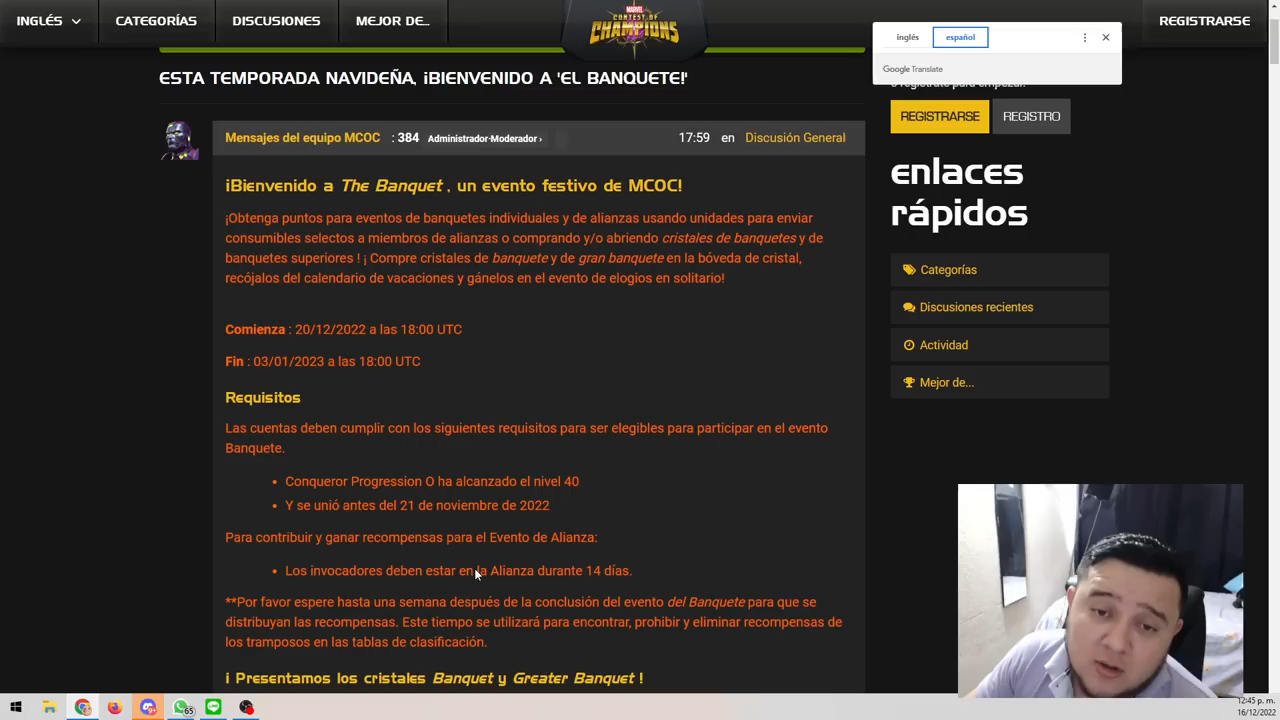 INGLÉS
CATEGORÍAS
DISCUSIONES
MEJOR DE...
MARVEL
CONTEST OF
CHAMPIONS
REGISTRARSE
inglés
español
Google Translate
ESTA TEMPORADA NAVIDEÑA, ¡BIENVENIDO A 'EL BANQUETE!'
REGISTRARSE
REGISTRO
Mensajes del equipo MCOC : 384 Administrador·Moderador ›
17:59 en Discusión General
¡Bienvenido a The Banquet , un evento festivo de MCOC!
¡Obtenga puntos para eventos de banquetes individuales y de alianzas usando unidades para enviar
consumibles selectos a miembros de alianzas o comprando y/o abriendo cristales de banquetes y de
banquetes superiores ! ¡ Compre cristales de banquete y de gran banquete en la bóveda de cristal,
recójalos del calendario de vacaciones y gánelos en el evento de elogios en solitario!
Comienza : 20/12/2022 a las 18:00 UTC
Fin : 03/01/2023 a las 18:00 UTC
Requisitos
Las cuentas deben cumplir con los siguientes requisitos para ser elegibles para participar en el evento
Banquete.
• Conqueror Progression O ha alcanzado el nivel 40
• Y se unió antes del 21 de noviembre de 2022
Para contribuir y ganar recompensas para el Evento de Alianza:
• Los invocadores deben estar en la Alianza durante 14 días.
**Por favor espere hasta una semana después de la conclusión del evento del Banquete para que se
distribuyan las recompensas. Este tiempo se utilizará para encontrar, prohibir y eliminar recompensas de
los tramposos en las tablas de clasificación.
¡ Presentamos los cristales Banquet y Greater Banquet !
enlaces
rápidos
Categorías
Discusiones recientes
Actividad
Mejor de...
65
12:45 p. m.
16/12/2022